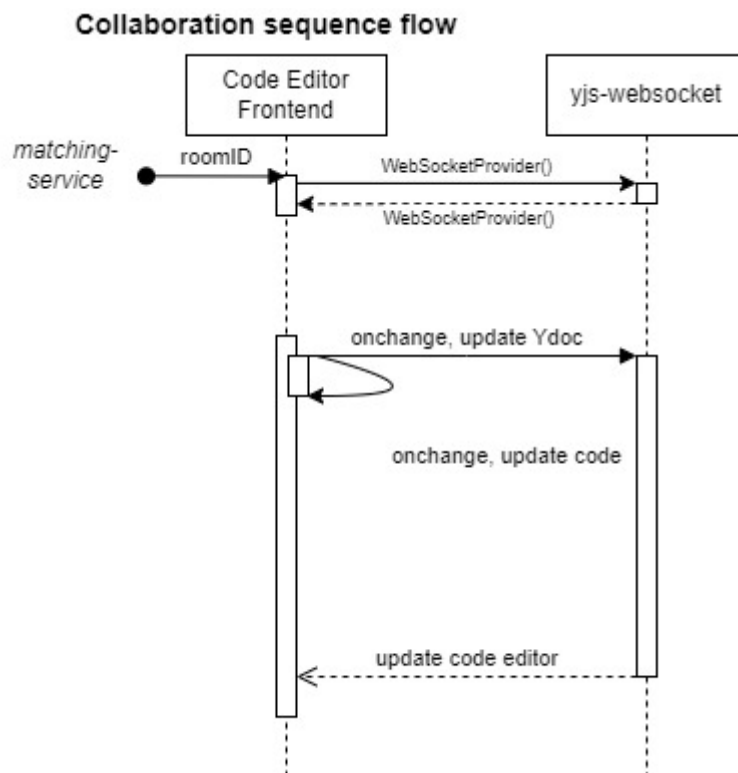 Collaboration sequence flow
Code Editor
Frontend
yjs-websocket
matching-
service
roomID
WebSocketProvider()
WebSocketProvider()
onchange, update Ydoc
onchange, update code
update code editor